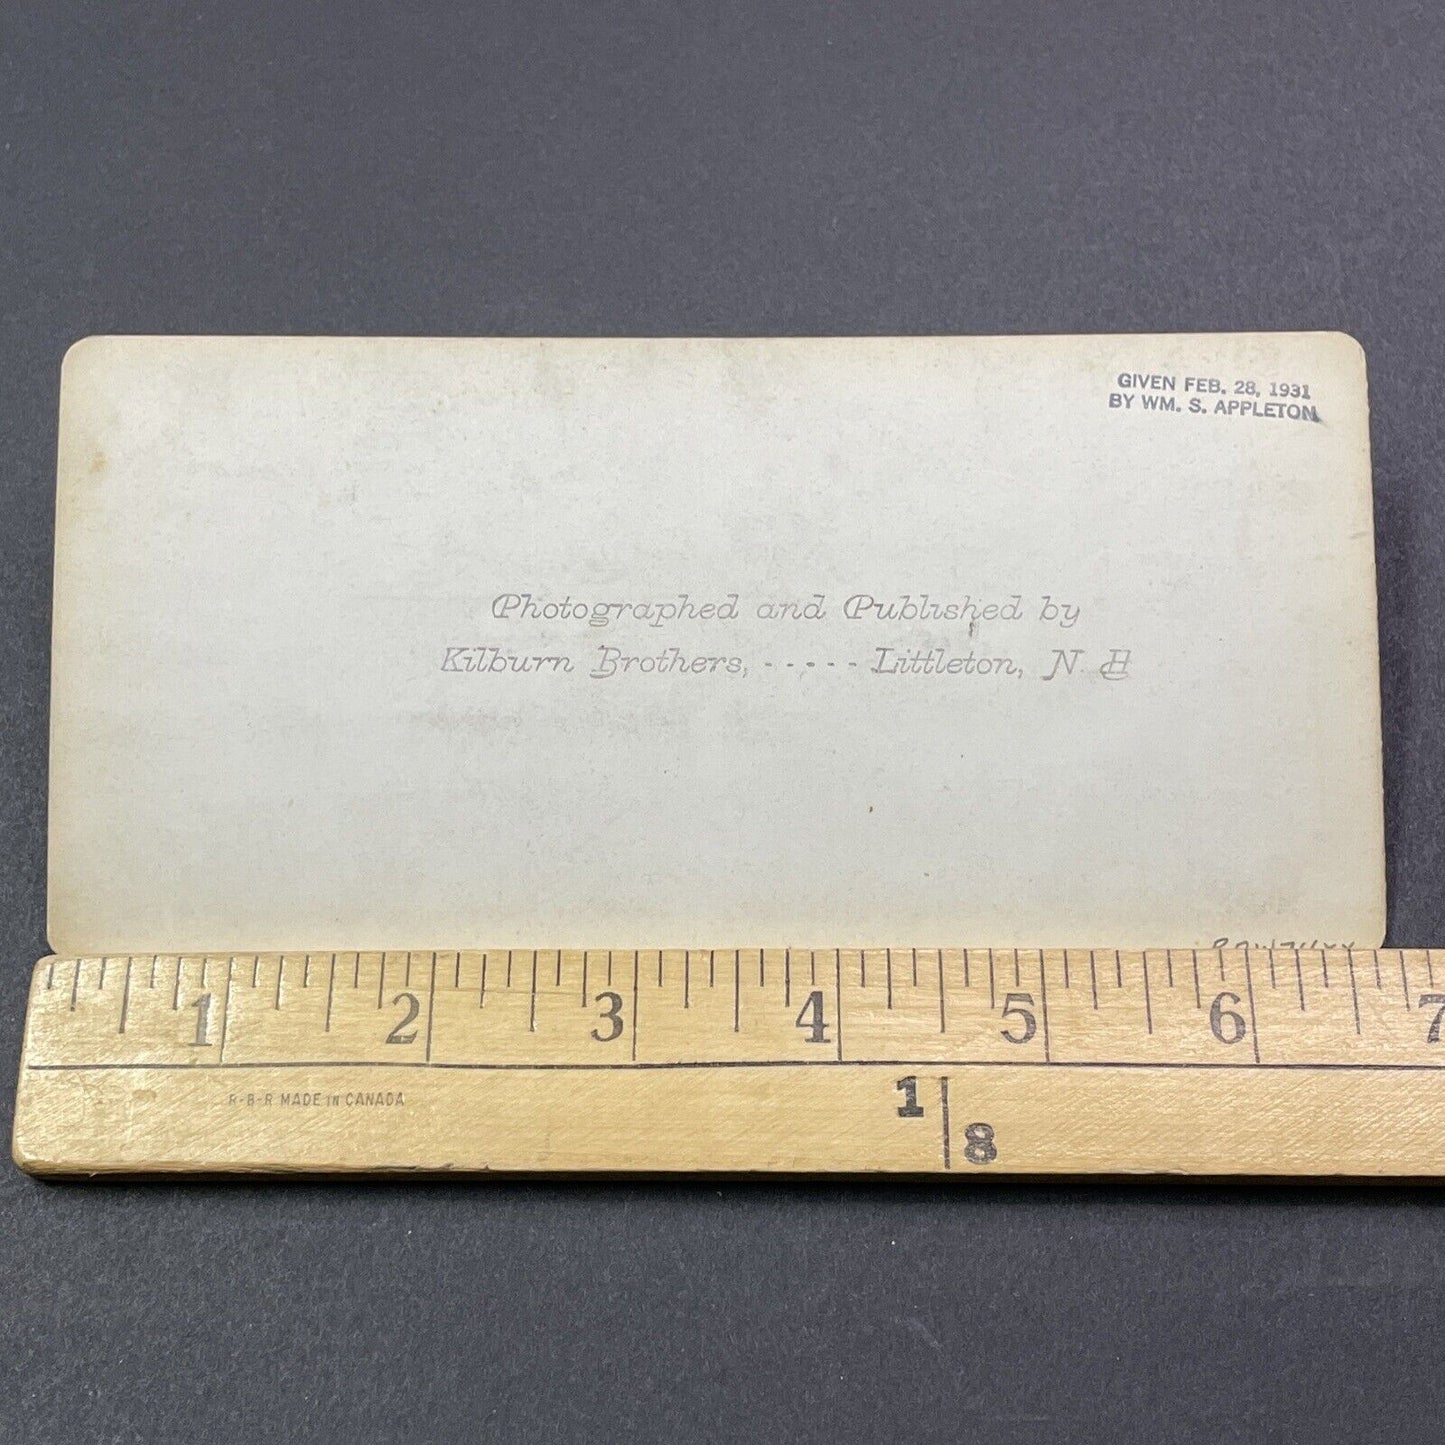 GIVEN FEB. 28, 1931
BY WM. S. APPLETON
Photographed and Published by
Kilburn Brothers, ----- Littleton, N. H
1 2 3 4 5 6 7
R-B-R MADE IN CANADA
1
8